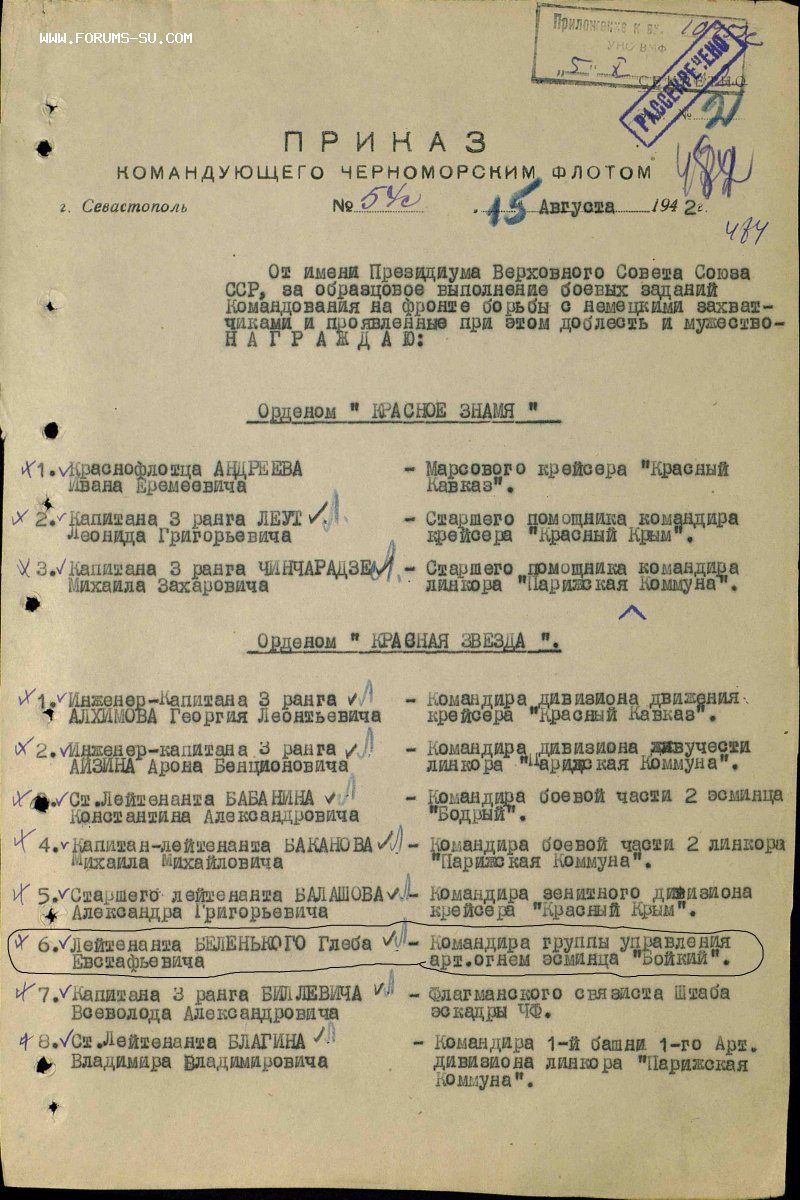 WWW.FORUMS-SU.COM
Приложение к вх.
УНО ВМФ
"5" X
СЕКРЕТНО
РАССЕКРЕЧЕНО
№ 2
ПРИКАЗ
КОМАНДУЮЩЕГО ЧЕРНОМОРСКИМ ФЛОТОМ
487
г. Севастополь № 54с 15 Августа 1942г.
484
От имени Президиума Верховного Совета Союза
ССР, за образцовое выполнение боевых заданий
Командования на фронте борьбы с немецкими захват-
чиками и проявленные при этом доблесть и мужество-
Н А Г Р А Ж Д А Ю:
Орденом " КРАСНОЕ ЗНАМЯ "
1. Краснофлотца АНДРЕЕВА - Марсового крейсера "Красный
Ивана Еремеевича Кавказ".
2. Капитана 3 ранга ЛЕУТ - Старшего помощника командира
Леонида Григорьевича крейсера "Красный Крым".
3. Капитана 3 ранга ЧИНЧАРАДЗЕ - Старшего помощника командира
Михаила Захаровича линкора "Парижская Коммуна".
Орденом " КРАСНАЯ ЗВЕЗДА ".
1. Инженер-Капитана 3 ранга - Командира дивизиона движения
АЛХИМОВА Георгия Леонтьевича крейсера "Красный Кавказ".
2. Инженер-капитана 3 ранга - Командира дивизиона живучести
АЙЗИНА Арона Бенционовича линкора "Парижская Коммуна".
3. Ст.Лейтенанта БАБАНИНА - Командира боевой части 2 эсминца
Константина Александровича "Бодрый".
4. Капитан-лейтенанта БАКАНОВА - Командира боевой части 2 линкора
Михаила Михайловича "Парижская Коммуна".
5. Старшего лейтенанта БАЛАШОВА - Командира зенитного дивизиона
Александра Григорьевича крейсера "Красный Крым".
6. Лейтенанта БЕЛЕНЬКОГО Глеба - Командира группы управления
Евстафьевича арт.огнем эсминца "Бойкий".
7. Капитана 3 ранга БИЛЛЕВИЧА - Флагманского связиста Штаба
Всеволода Александровича эскадры ЧФ.
8. Ст.Лейтенанта БЛАГИНА - Командира 1-й башни 1-го Арт.
Владимира Владимировича дивизиона линкора "Парижская
Коммуна".